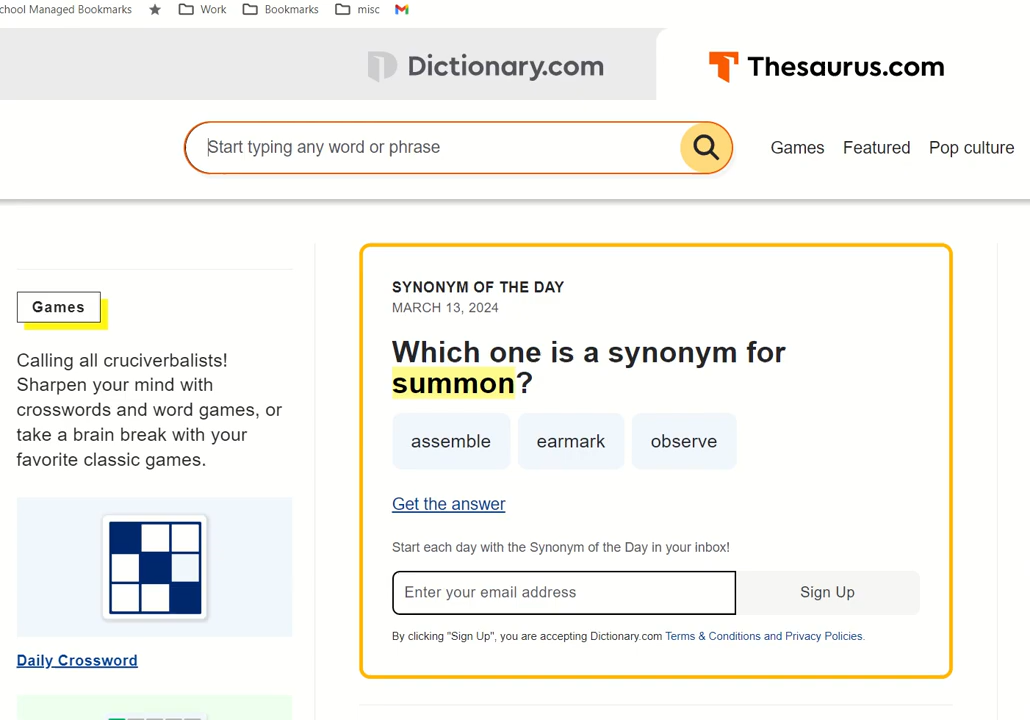 chool Managed Bookmarks Work Bookmarks misc
Dictionary.com Thesaurus.com
Start typing any word or phrase Games Featured Pop culture
Games
Calling all cruciverbalists!
Sharpen your mind with
crosswords and word games, or
take a brain break with your
favorite classic games.
Daily Crossword
SYNONYM OF THE DAY
MARCH 13, 2024
Which one is a synonym for
summon?
assemble earmark observe
Get the answer
Start each day with the Synonym of the Day in your inbox!
Enter your email address Sign Up
By clicking "Sign Up", you are accepting Dictionary.com Terms & Conditions and Privacy Policies.